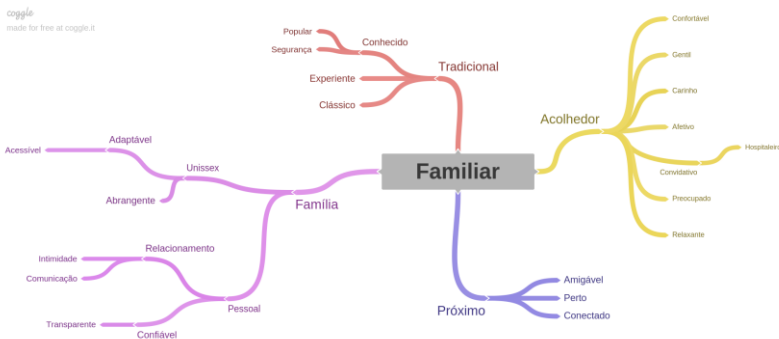 coggle
made for free at coggle.it
Familiar
Tradicional
Conhecido
Popular
Segurança
Experiente
Clássico
Acolhedor
Confortável
Gentil
Carinho
Afetivo
Convidativo
Hospitaleiro
Preocupado
Relaxante
Família
Unissex
Adaptável
Acessível
Abrangente
Pessoal
Relacionamento
Intimidade
Comunicação
Confiável
Transparente
Próximo
Amigável
Perto
Conectado